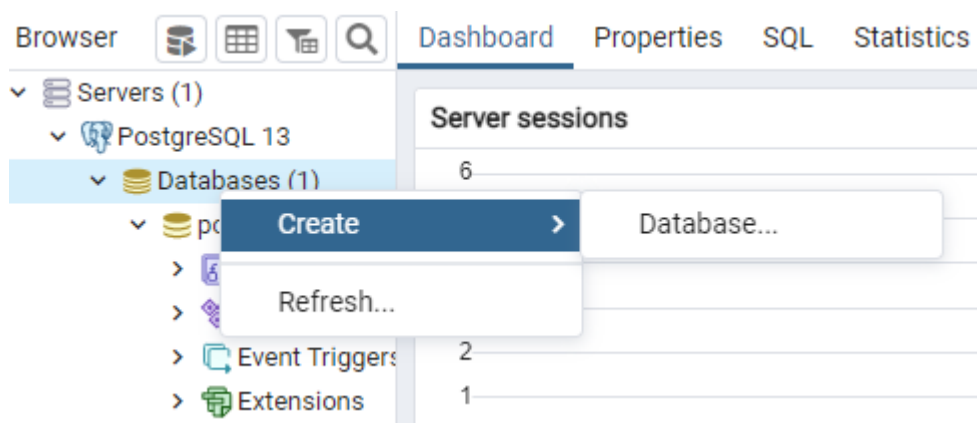 Browser
Dashboard Properties SQL Statistics
Servers (1)
PostgreSQL 13
Databases (1)
Create
Refresh...
Event Triggers
Extensions
Database...
Server sessions
6
2
1